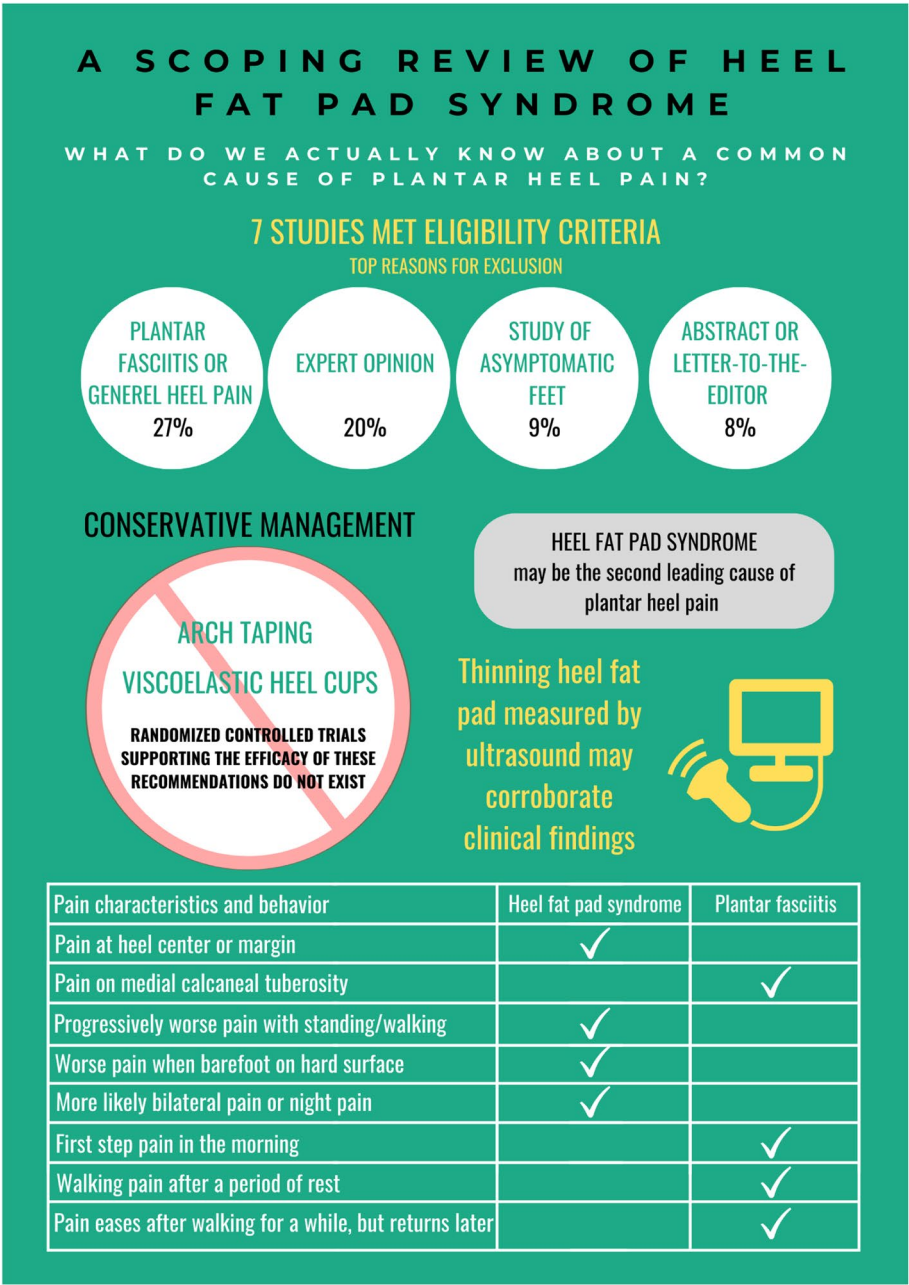 A SCOPING REVIEW OF HEEL
FAT PAD SYNDROME
WHAT DO WE ACTUALLY KNOW ABOUT A COMMON
CAUSE OF PLANTAR HEEL PAIN?
7 STUDIES MET ELIGIBILITY CRITERIA
TOP REASONS FOR EXCLUSION
PLANTAR
FASCIITIS OR
GENEREL HEEL PAIN
27%
EXPERT OPINION
20%
STUDY OF
ASYMPTOMATIC
FEET
9%
ABSTRACT OR
LETTER-TO-THE-
EDITOR
8%
CONSERVATIVE MANAGEMENT
ARCH TAPING
VISCOELASTIC HEEL CUPS
RANDOMIZED CONTROLLED TRIALS
SUPPORTING THE EFFICACY OF THESE
RECOMMENDATIONS DO NOT EXIST
HEEL FAT PAD SYNDROME
may be the second leading cause of
plantar heel pain
Thinning heel fat
pad measured by
ultrasound may
corroborate
clinical findings
Pain characteristics and behavior Heel fat pad syndrome Plantar fasciitis
Pain at heel center or margin ✓
Pain on medial calcaneal tuberosity ✓
Progressively worse pain with standing/walking ✓
Worse pain when barefoot on hard surface ✓
More likely bilateral pain or night pain ✓
First step pain in the morning ✓
Walking pain after a period of rest ✓
Pain eases after walking for a while, but returns later ✓